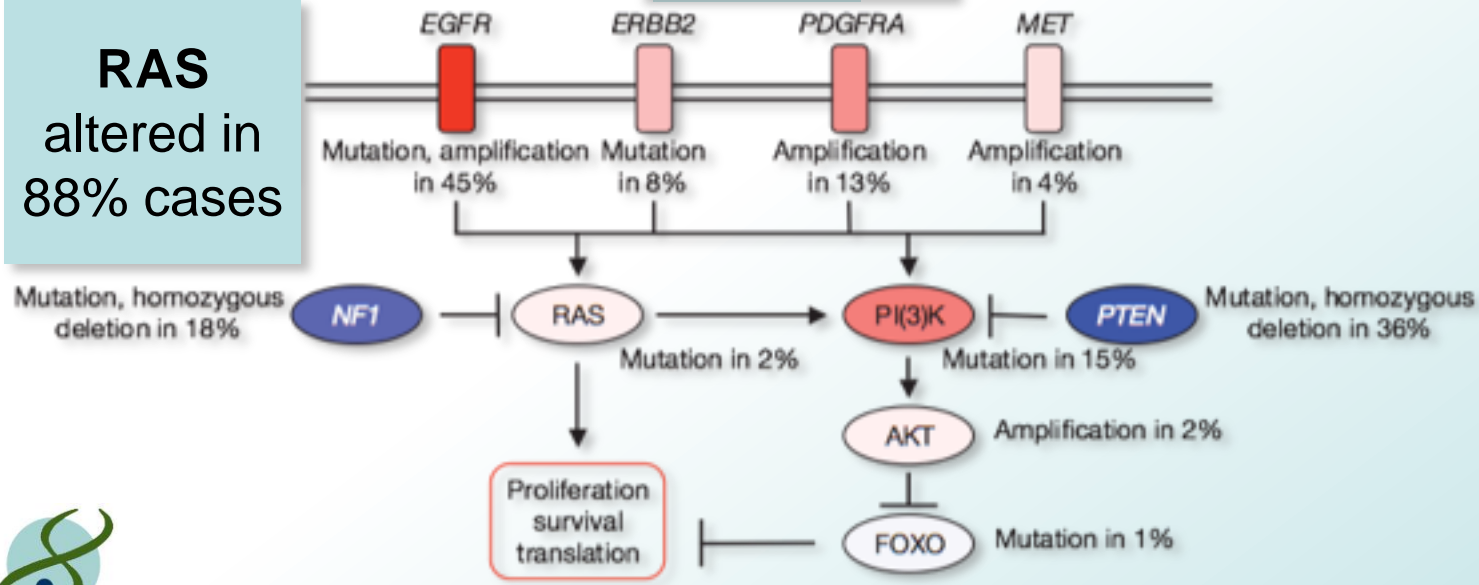 RAS
altered in
88% cases
EGFR
ERBB2
PDGFRA
MET
Mutation, amplification
in 45%
Mutation
in 8%
Amplification
in 13%
Amplification
in 4%
Mutation, homozygous
deletion in 18%
NF1
RAS
Mutation in 2%
PI(3)K
Mutation in 15%
PTEN
Mutation, homozygous
deletion in 36%
AKT
Amplification in 2%
Proliferation
survival
translation
FOXO
Mutation in 1%